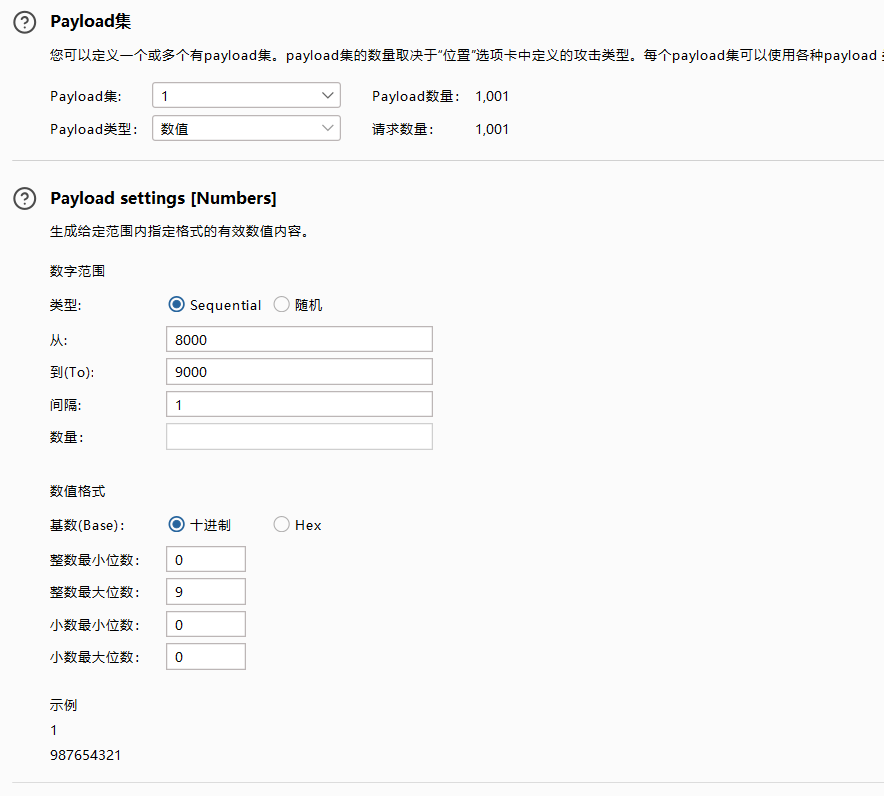 Payload集
您可以定义一个或多个有payload集。payload集的数量取决于“位置”选项卡中定义的攻击类型。每个payload集可以使用各种payload
Payload集: 1 Payload数量: 1,001
Payload类型: 数值 请求数量: 1,001
Payload settings [Numbers]
生成给定范围内指定格式的有效数值内容。
数字范围
类型: Sequential 随机
从: 8000
到(To): 9000
间隔: 1
数量:
数值格式
基数(Base): 十进制 Hex
整数最小位数: 0
整数最大位数: 9
小数最小位数: 0
小数最大位数: 0
示例
1
987654321